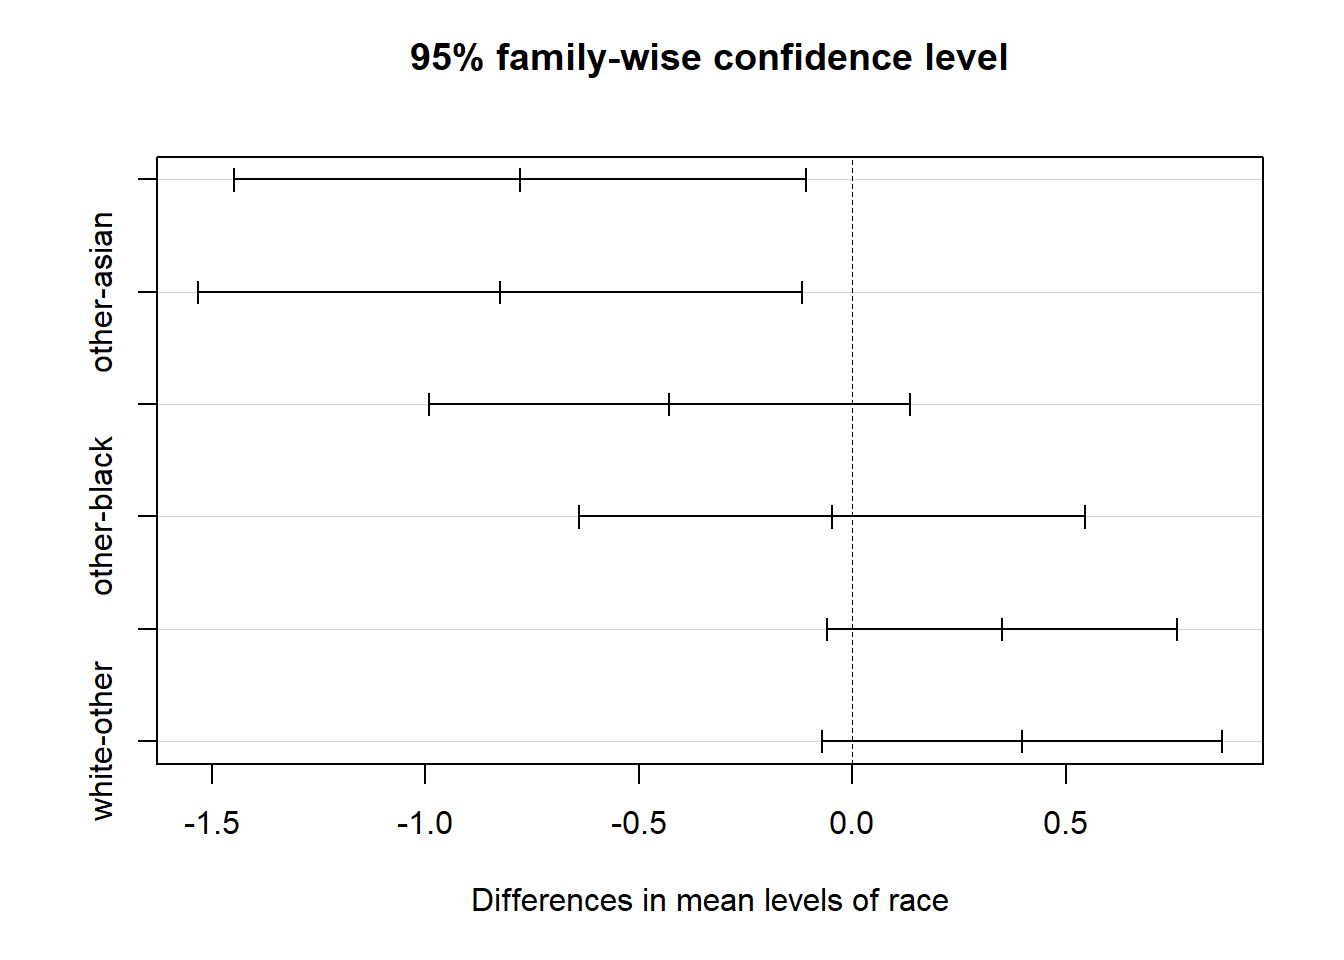 95% family-wise confidence level
other-asian
other-black
white-other
-1.5 -1.0 -0.5 0.0 0.5
Differences in mean levels of race